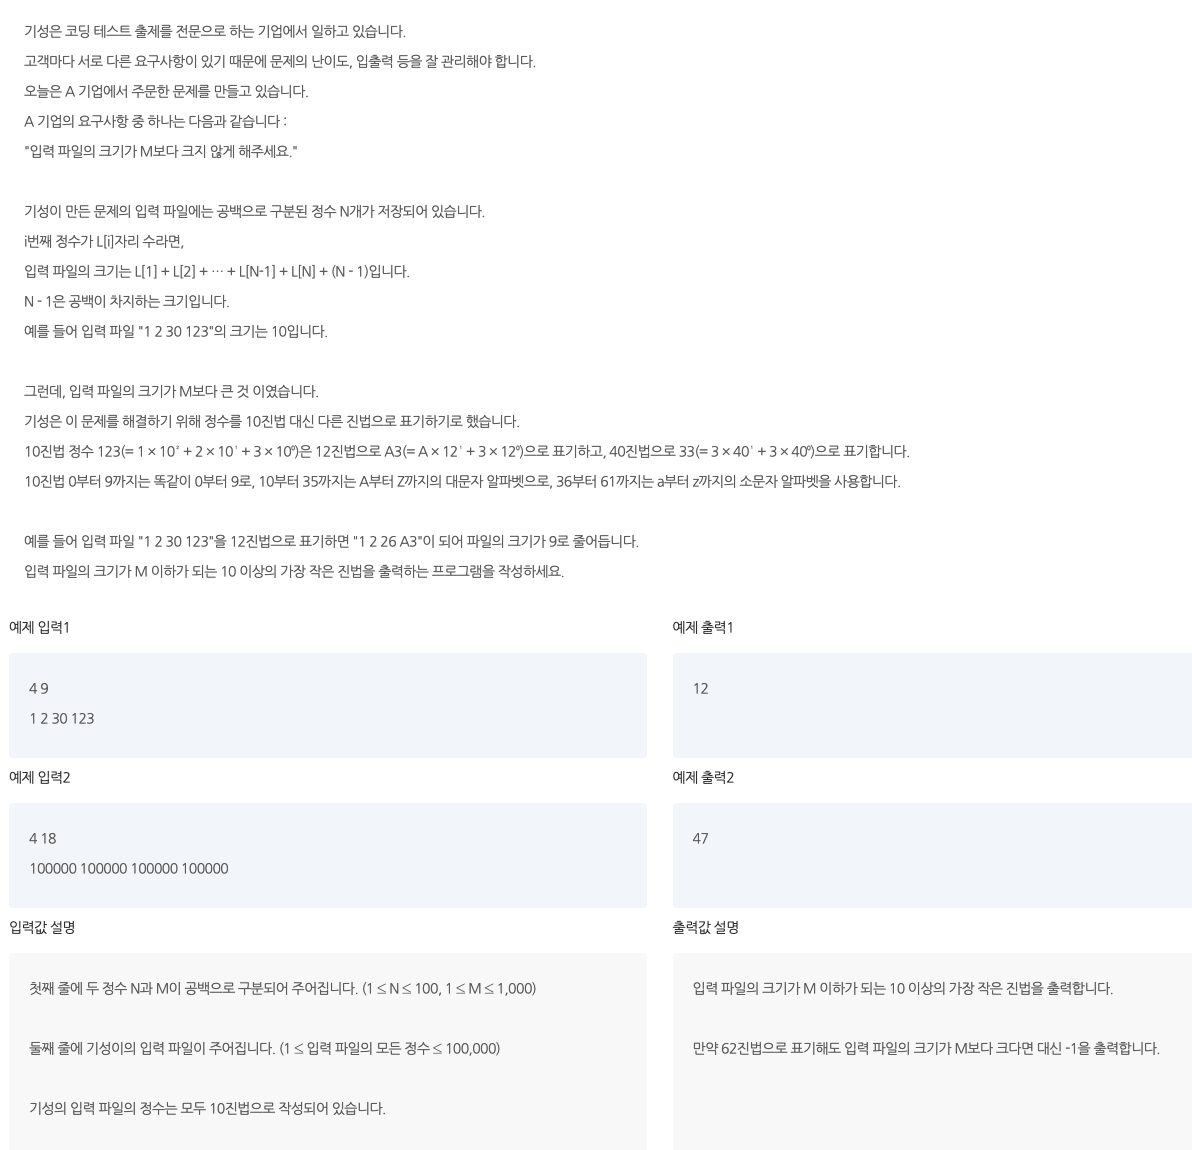 기성은 코딩 테스트 출제를 전문으로 하는 기업에서 일하고 있습니다.
고객마다 서로 다른 요구사항이 있기 때문에 문제의 난이도, 입출력 등을 잘 관리해야 합니다.
오늘은 A 기업에서 주문한 문제를 만들고 있습니다.
A 기업의 요구사항 중 하나는 다음과 같습니다 :
"입력 파일의 크기가 M보다 크지 않게 해주세요."
기성이 만든 문제의 입력 파일에는 공백으로 구분된 정수 N개가 저장되어 있습니다.
i번째 정수가 L[i]자리 수라면,
입력 파일의 크기는 L[1] + L[2] + ⋯ + L[N-1] + L[N] + (N - 1)입니다.
N - 1은 공백이 차지하는 크기입니다.
예를 들어 입력 파일 "1 2 30 123"의 크기는 10입니다.
그런데, 입력 파일의 크기가 M보다 큰 것 이였습니다.
기성은 이 문제를 해결하기 위해 정수를 10진법 대신 다른 진법으로 표기하기로 했습니다.
10진법 정수 123(= 1 × 10² + 2 × 10¹ + 3 × 10⁰)은 12진법으로 A3(= A × 12¹ + 3 × 12⁰)으로 표기하고, 40진법으로 33(= 3 × 40¹ + 3 × 40⁰)으로 표기합니다.
10진법 0부터 9까지는 똑같이 0부터 9로, 10부터 35까지는 A부터 Z까지의 대문자 알파벳으로, 36부터 61까지는 a부터 z까지의 소문자 알파벳을 사용합니다.
예를 들어 입력 파일 "1 2 30 123"을 12진법으로 표기하면 "1 2 26 A3"이 되어 파일의 크기가 9로 줄어듭니다.
입력 파일의 크기가 M 이하가 되는 10 이상의 가장 작은 진법을 출력하는 프로그램을 작성하세요.
예제 입력1
4 9
1 2 30 123
예제 출력1
12
예제 입력2
4 18
100000 100000 100000 100000
예제 출력2
47
입력값 설명
첫째 줄에 두 정수 N과 M이 공백으로 구분되어 주어집니다. (1 ≤ N ≤ 100, 1 ≤ M ≤ 1,000)
둘째 줄에 기성이의 입력 파일이 주어집니다. (1 ≤ 입력 파일의 모든 정수 ≤ 100,000)
기성의 입력 파일의 정수는 모두 10진법으로 작성되어 있습니다.
출력값 설명
입력 파일의 크기가 M 이하가 되는 10 이상의 가장 작은 진법을 출력합니다.
만약 62진법으로 표기해도 입력 파일의 크기가 M보다 크다면 대신 -1을 출력합니다.